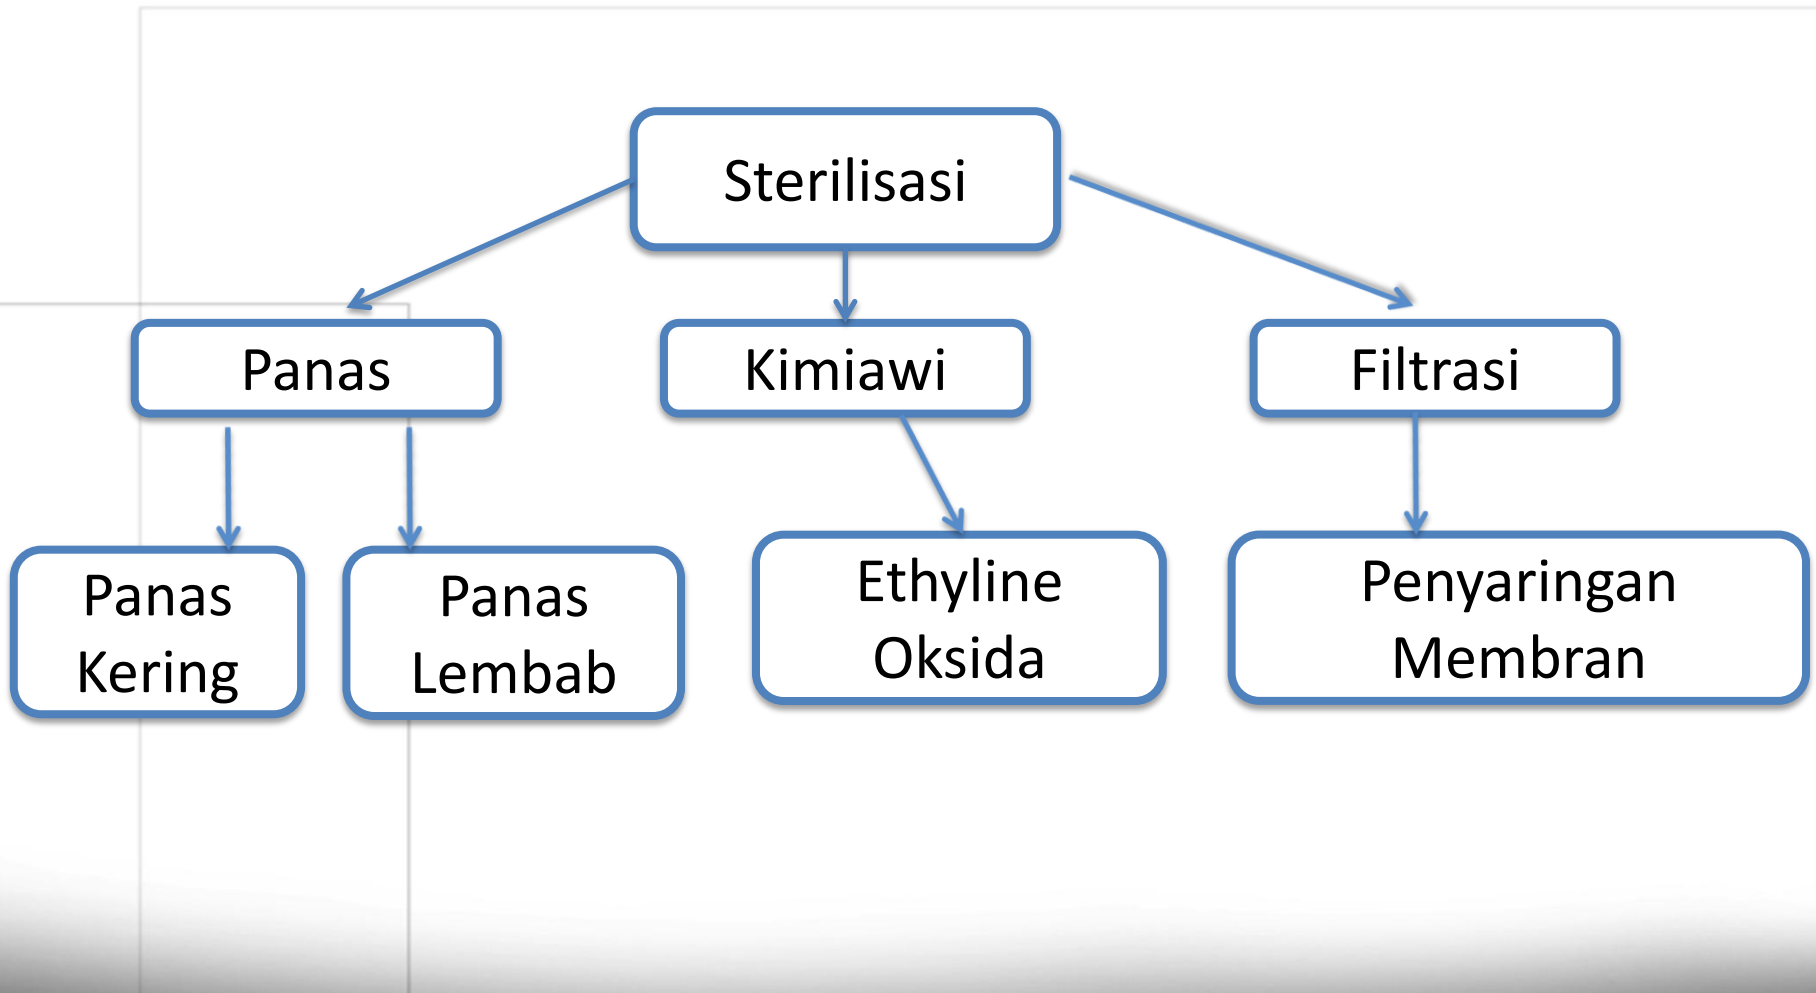 Sterilisasi
Panas
Kimiawi
Filtrasi
Panas
Kering
Panas
Lembab
Ethyline
Oksida
Penyaringan
Membran